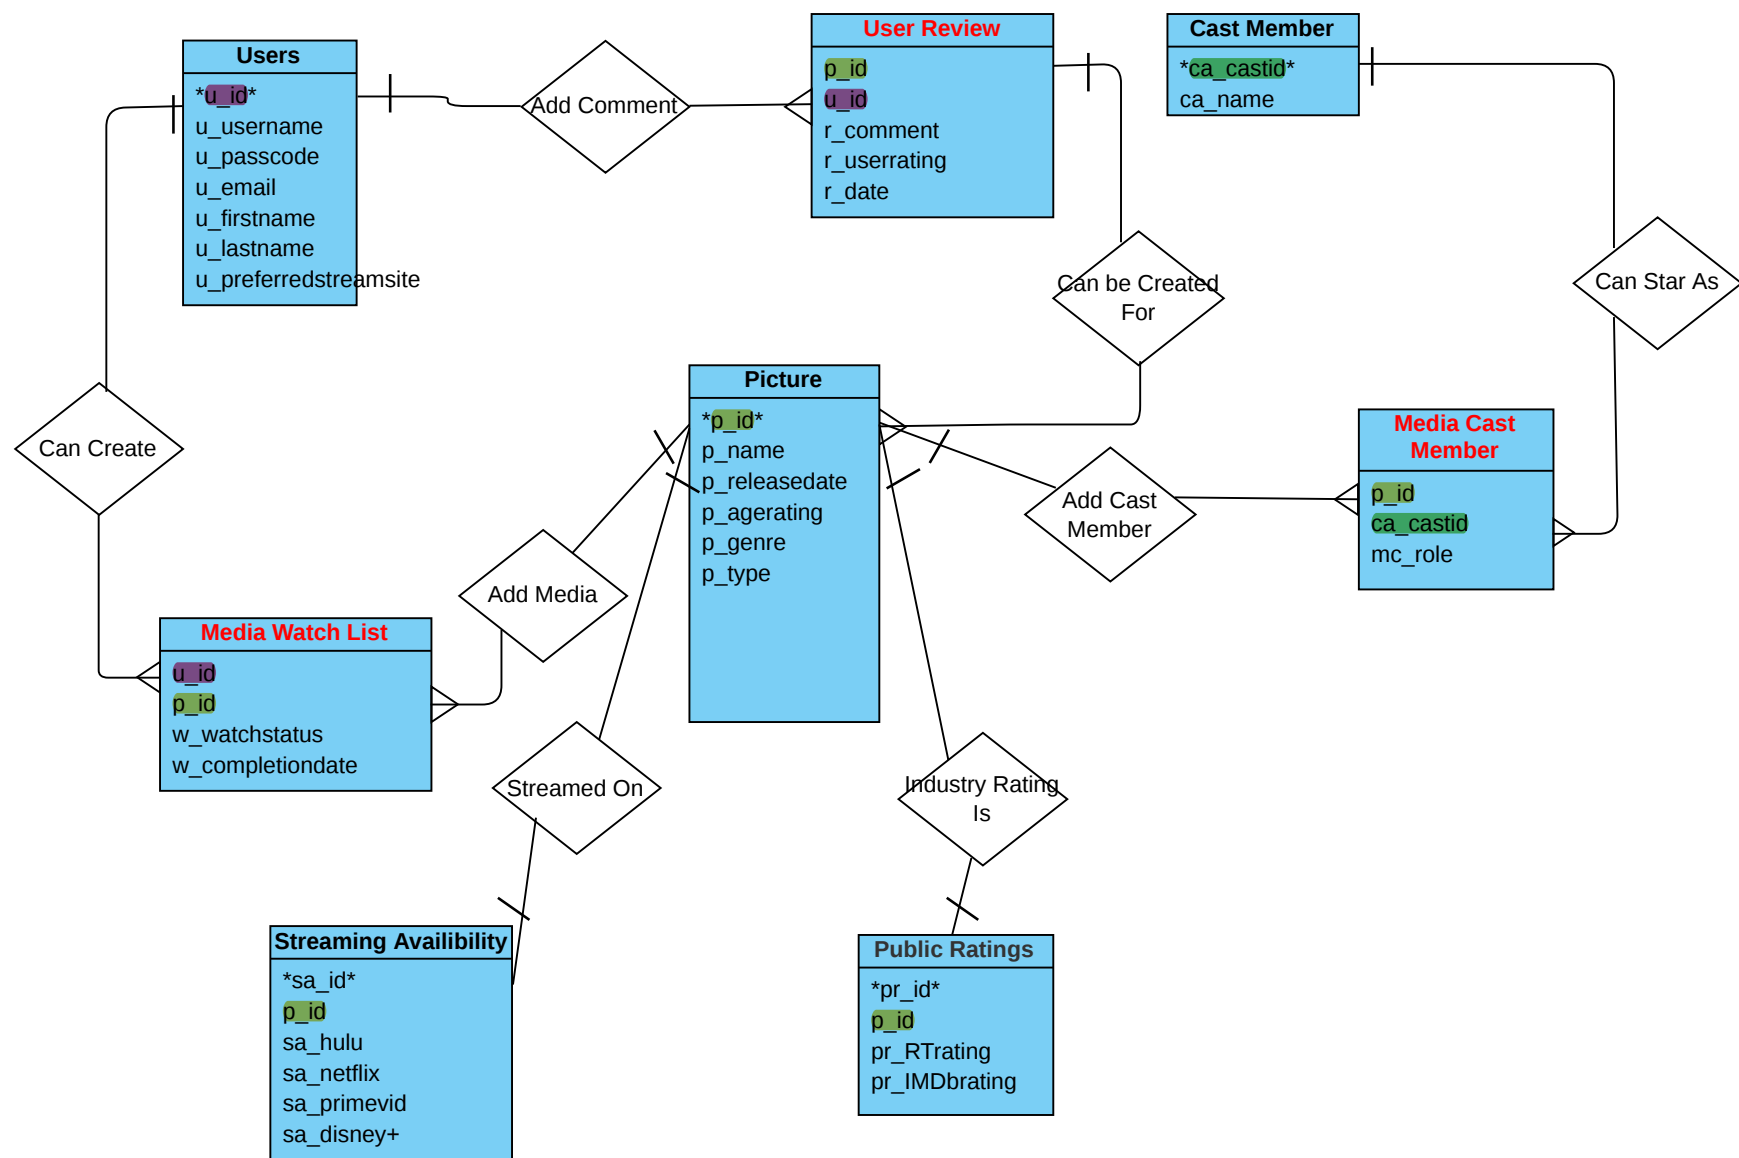 Users
*u_id*
u_username
u_passcode
u_email
u_firstname
u_lastname
u_preferredstreamsite
Add Comment
User Review
p_id
u_id
r_comment
r_userrating
r_date
Cast Member
*ca_castid*
ca_name
Can be Created
For
Can Star As
Can Create
Picture
*p_id*
p_name
p_releasedate
p_agerating
p_genre
p_type
Add Cast
Member
Media Cast
Member
p_id
ca_castid
mc_role
Add Media
Media Watch List
u_id
p_id
w_watchstatus
w_completiondate
Streamed On
Industry Rating
Is
Streaming Availibility
*sa_id*
p_id
sa_hulu
sa_netflix
sa_primevid
sa_disney+
Public Ratings
*pr_id*
p_id
pr_RTrating
pr_IMDbrating